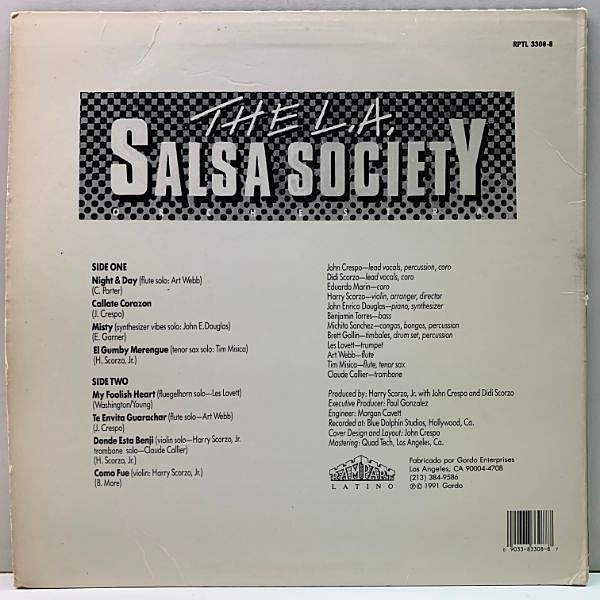 RPTL 3308-8
THE L.A.
SALSA SOCIETY
ORCHESTRA
SIDE ONE
Night & Day (flute solo: Art Webb)
(C. Porter)
Callate Corazon
(J. Crespo)
Misty (synthesizer vibes solo: John E.Douglas)
(E. Garner)
El Gumby Merengue (tenor sax solo: Tim Misica)
(H. Scorzo, Jr.)
SIDE TWO
My Foolish Heart (fluegelhorn solo—Les Lovett)
(Washington/Young)
Te Envita Guarachar (flute solo—Art Webb)
(J. Crespo)
Donde Esta Benji (violin solo—Harry Scorzo, Jr.
trombone solo—Claude Callier)
(H. Scorzo, Jr.)
Como Fue (violin: Harry Scorzo, Jr.)
(B. More)
John Crespo—lead vocals, percussion, coro
Didi Scorzo—lead vocals, coro
Eduardo Marin—coro
Harry Scorzo—violin, arranger, director
John Enrico Douglas—piano, synthesizer
Benjamin Torres—bass
Michito Sanchez—congas, bongos, percussion
Brett Gollin—timbales, drum set, percussion
Les Lovett—trumpet
Art Webb—flute
Tim Misica—flute, tenor sax
Claude Callier—trombone
Produced by: Harry Scorzo, Jr. with John Crespo and Didi Scorzo
Executive Producer: Paul Gonzalez
Engineer: Morgan Cavett
Recorded at: Blue Dolphin Studios, Hollywood, Ca.
Cover Design and Layout: John Crespo
Mastering: Quad Tech, Los Angeles, Ca.
RAMPART
LATINO
Fabricado por Gordo Enterprises
Los Angeles, CA 90004-4708
(213) 384-9586
℗© 1991 Gordo
0 9033-83308-8 7